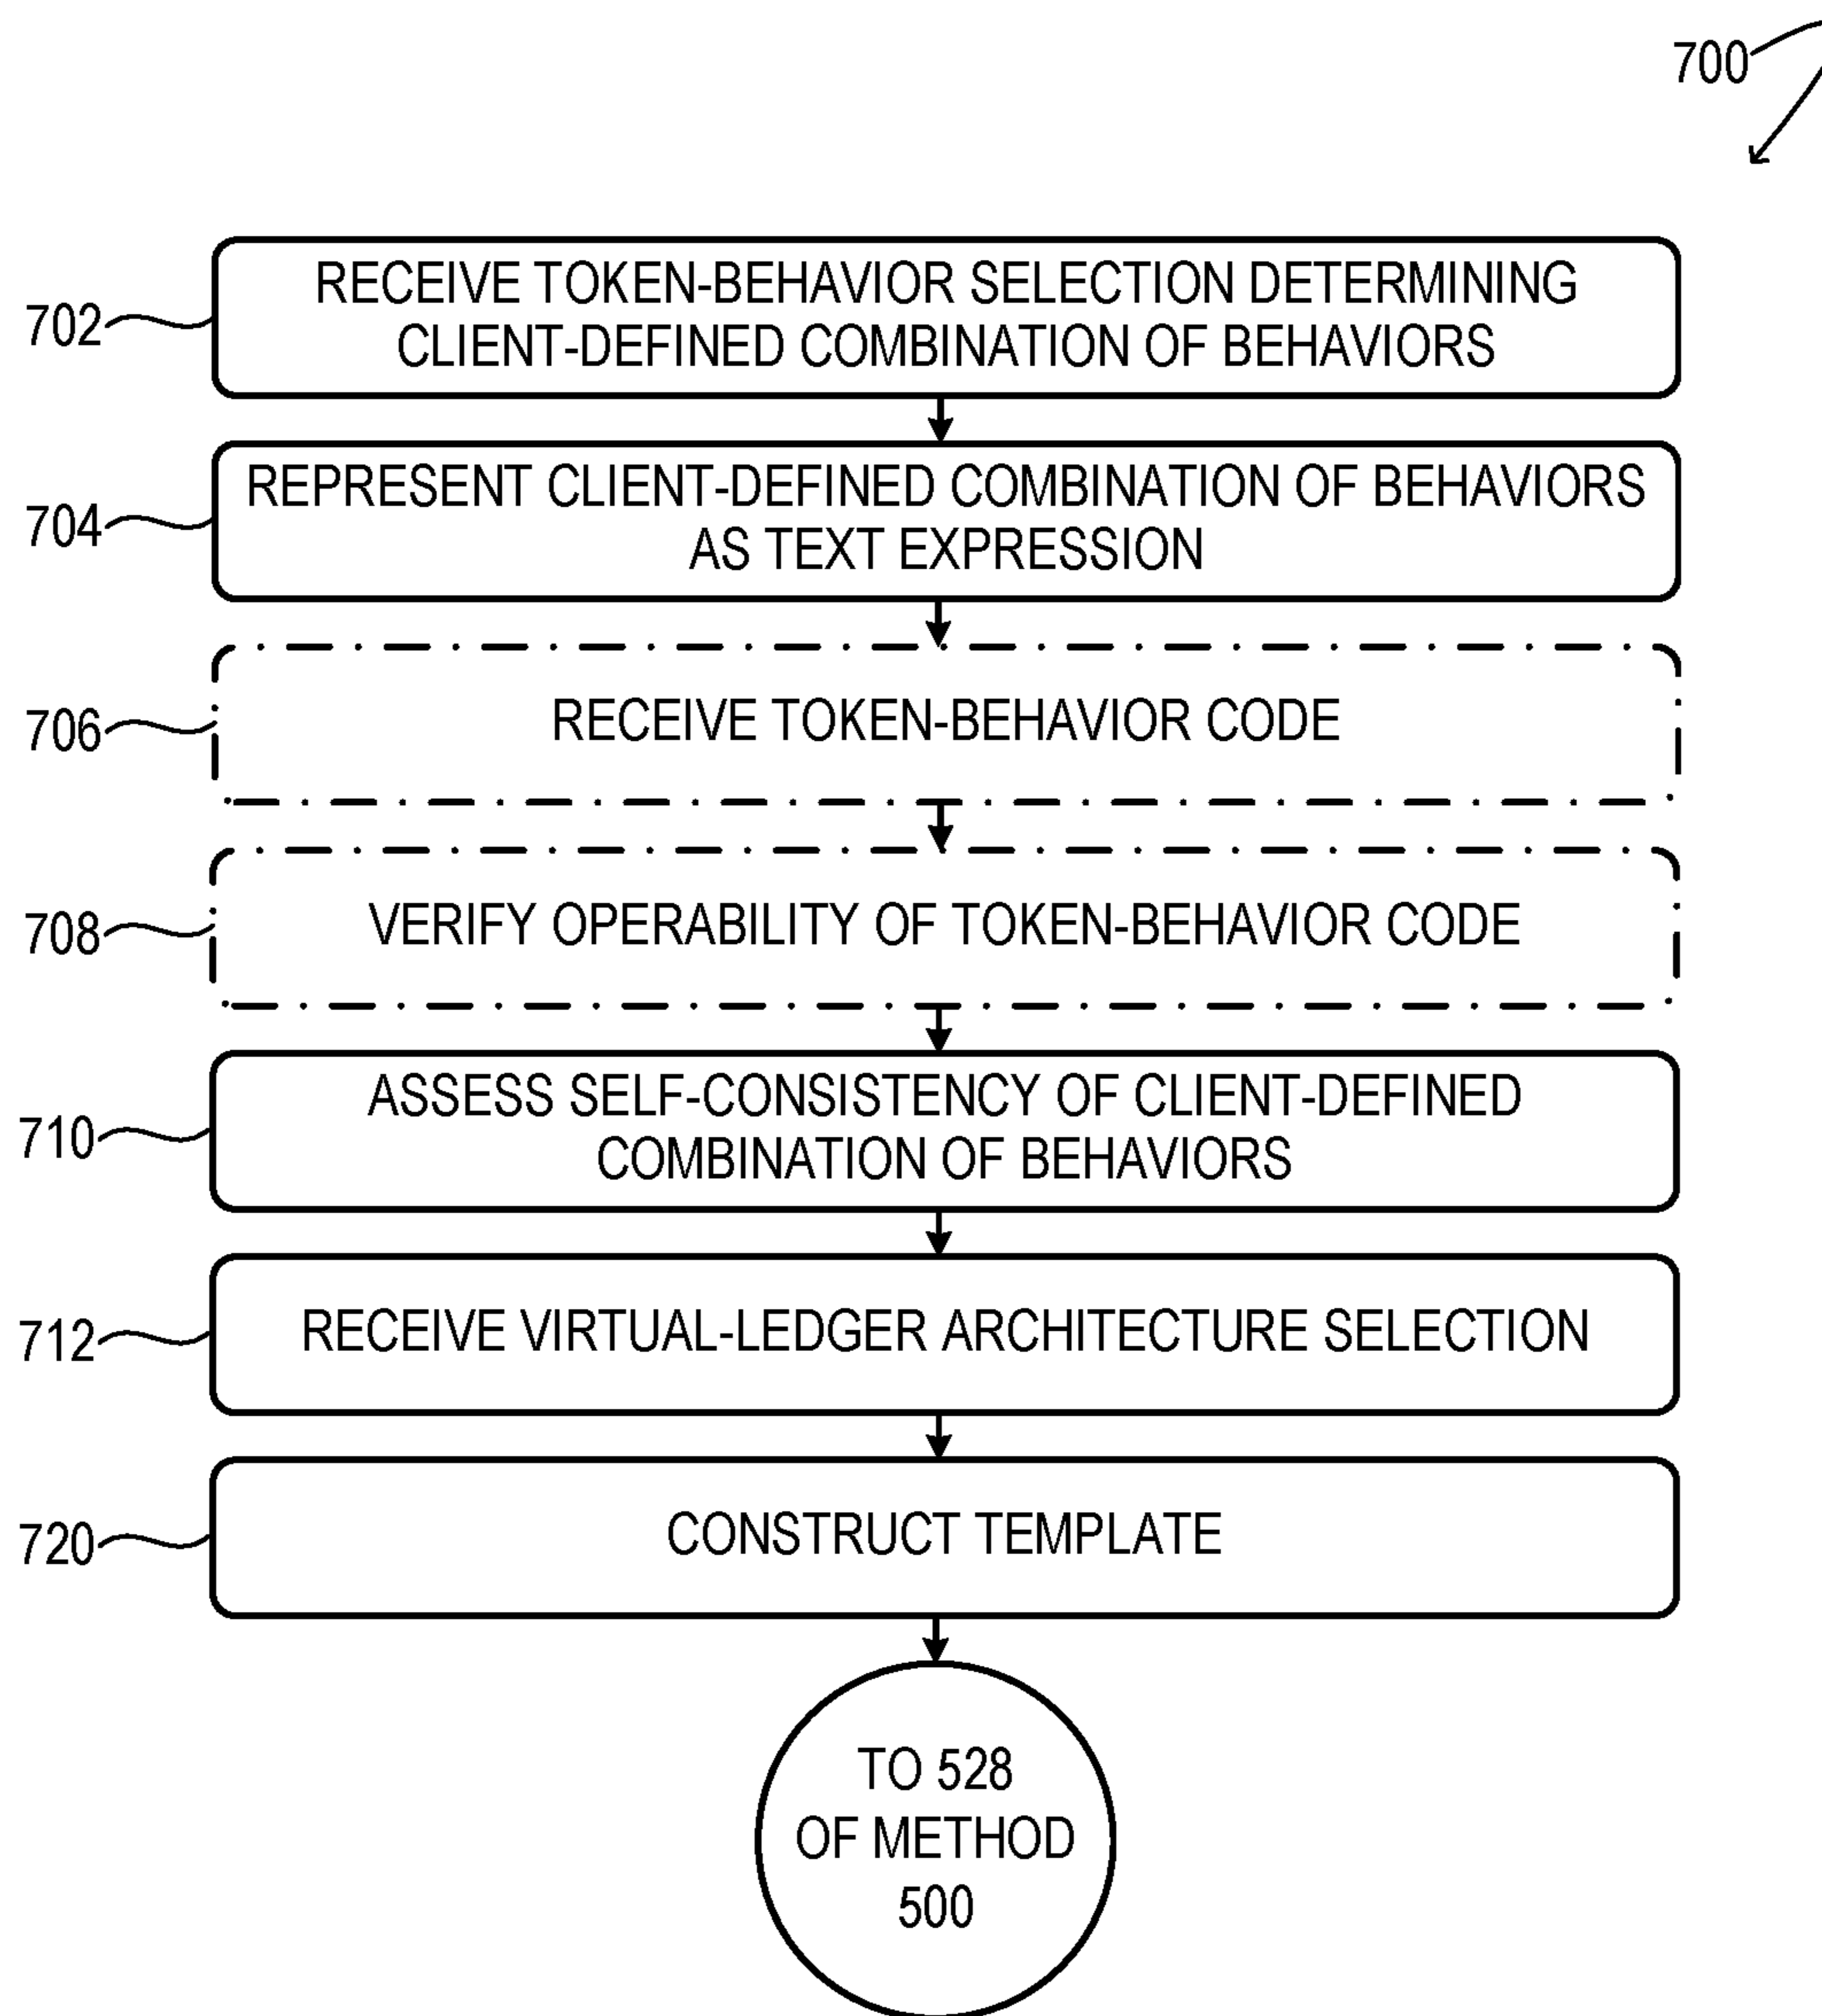 700
702
RECEIVE TOKEN-BEHAVIOR SELECTION DETERMINING
CLIENT-DEFINED COMBINATION OF BEHAVIORS
704
REPRESENT CLIENT-DEFINED COMBINATION OF BEHAVIORS
AS TEXT EXPRESSION
706
RECEIVE TOKEN-BEHAVIOR CODE
708
VERIFY OPERABILITY OF TOKEN-BEHAVIOR CODE
710
ASSESS SELF-CONSISTENCY OF CLIENT-DEFINED
COMBINATION OF BEHAVIORS
712
RECEIVE VIRTUAL-LEDGER ARCHITECTURE SELECTION
720
CONSTRUCT TEMPLATE
TO 528
OF METHOD
500